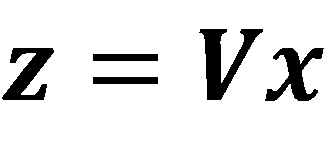 z = Vx